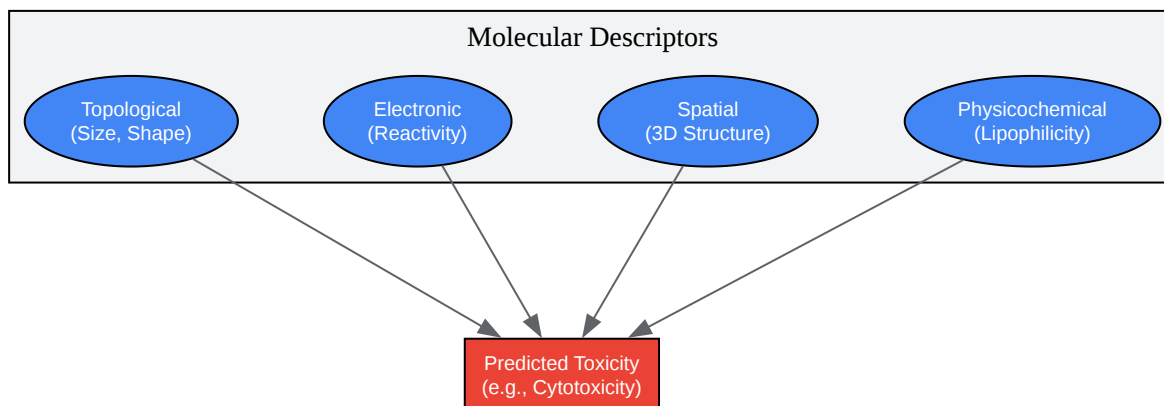 Molecular Descriptors
Topological
(Size, Shape)
Electronic
(Reactivity)
Spatial
(3D Structure)
Physicochemical
(Lipophilicity)
Predicted Toxicity
(e.g., Cytotoxicity)